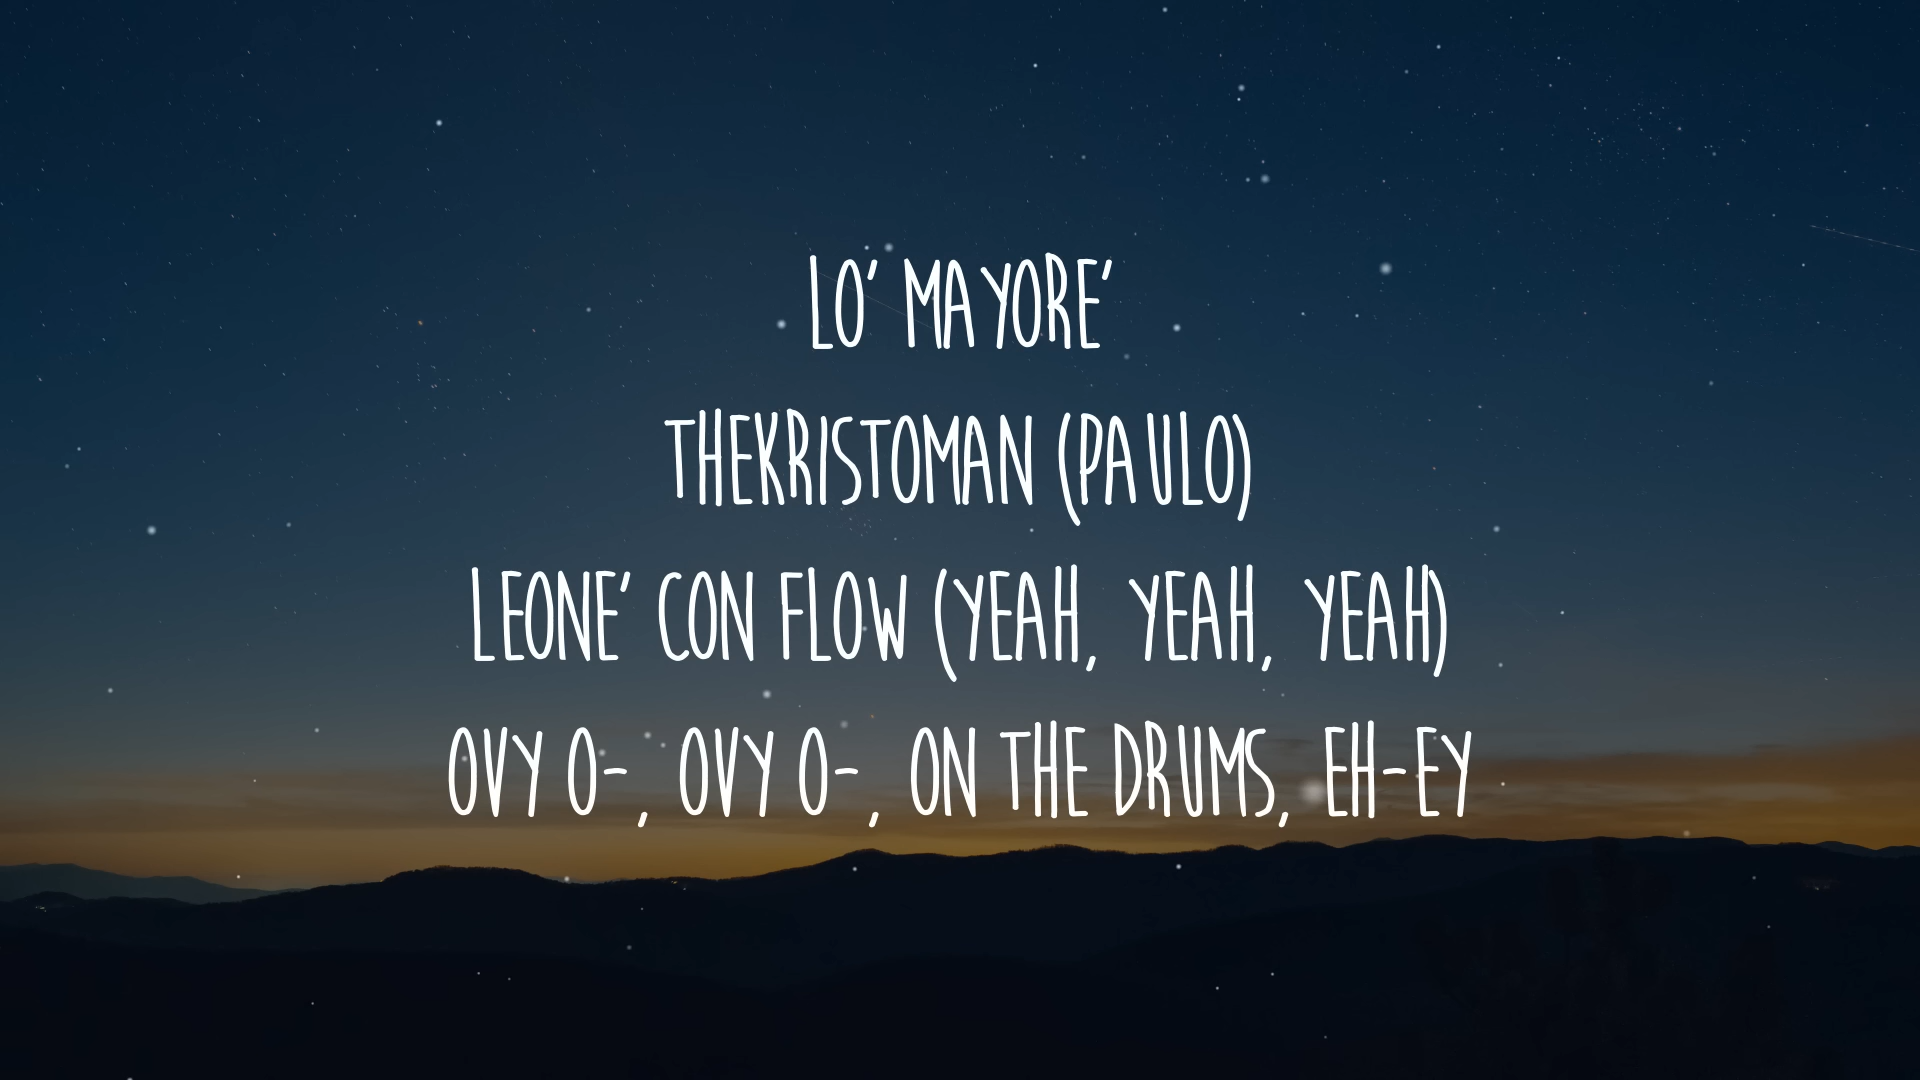 LO' MAYORE'
THEKRISTOMAN (PAULO)
LEONE' CON FLOW (YEAH, YEAH, YEAH)
OVY O-, OVY O-, ON THE DRUMS, EH-EY